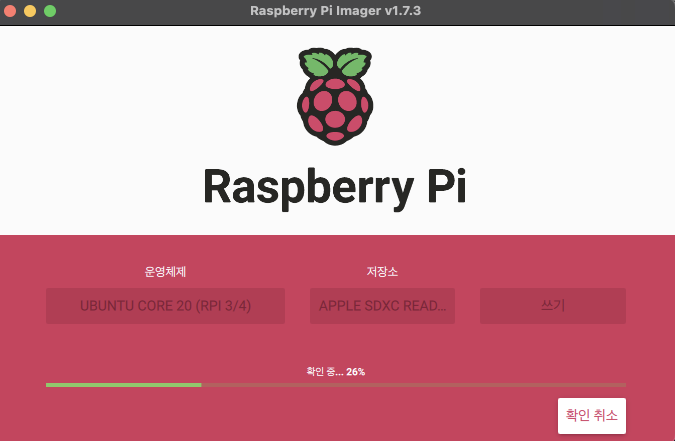 Raspberry Pi Imager v1.7.3
Raspberry Pi
운영체제 저장소
UBUNTU CORE 20 (RPI 3/4) APPLE SDXC READ... 쓰기
확인 중... 26%
확인 취소